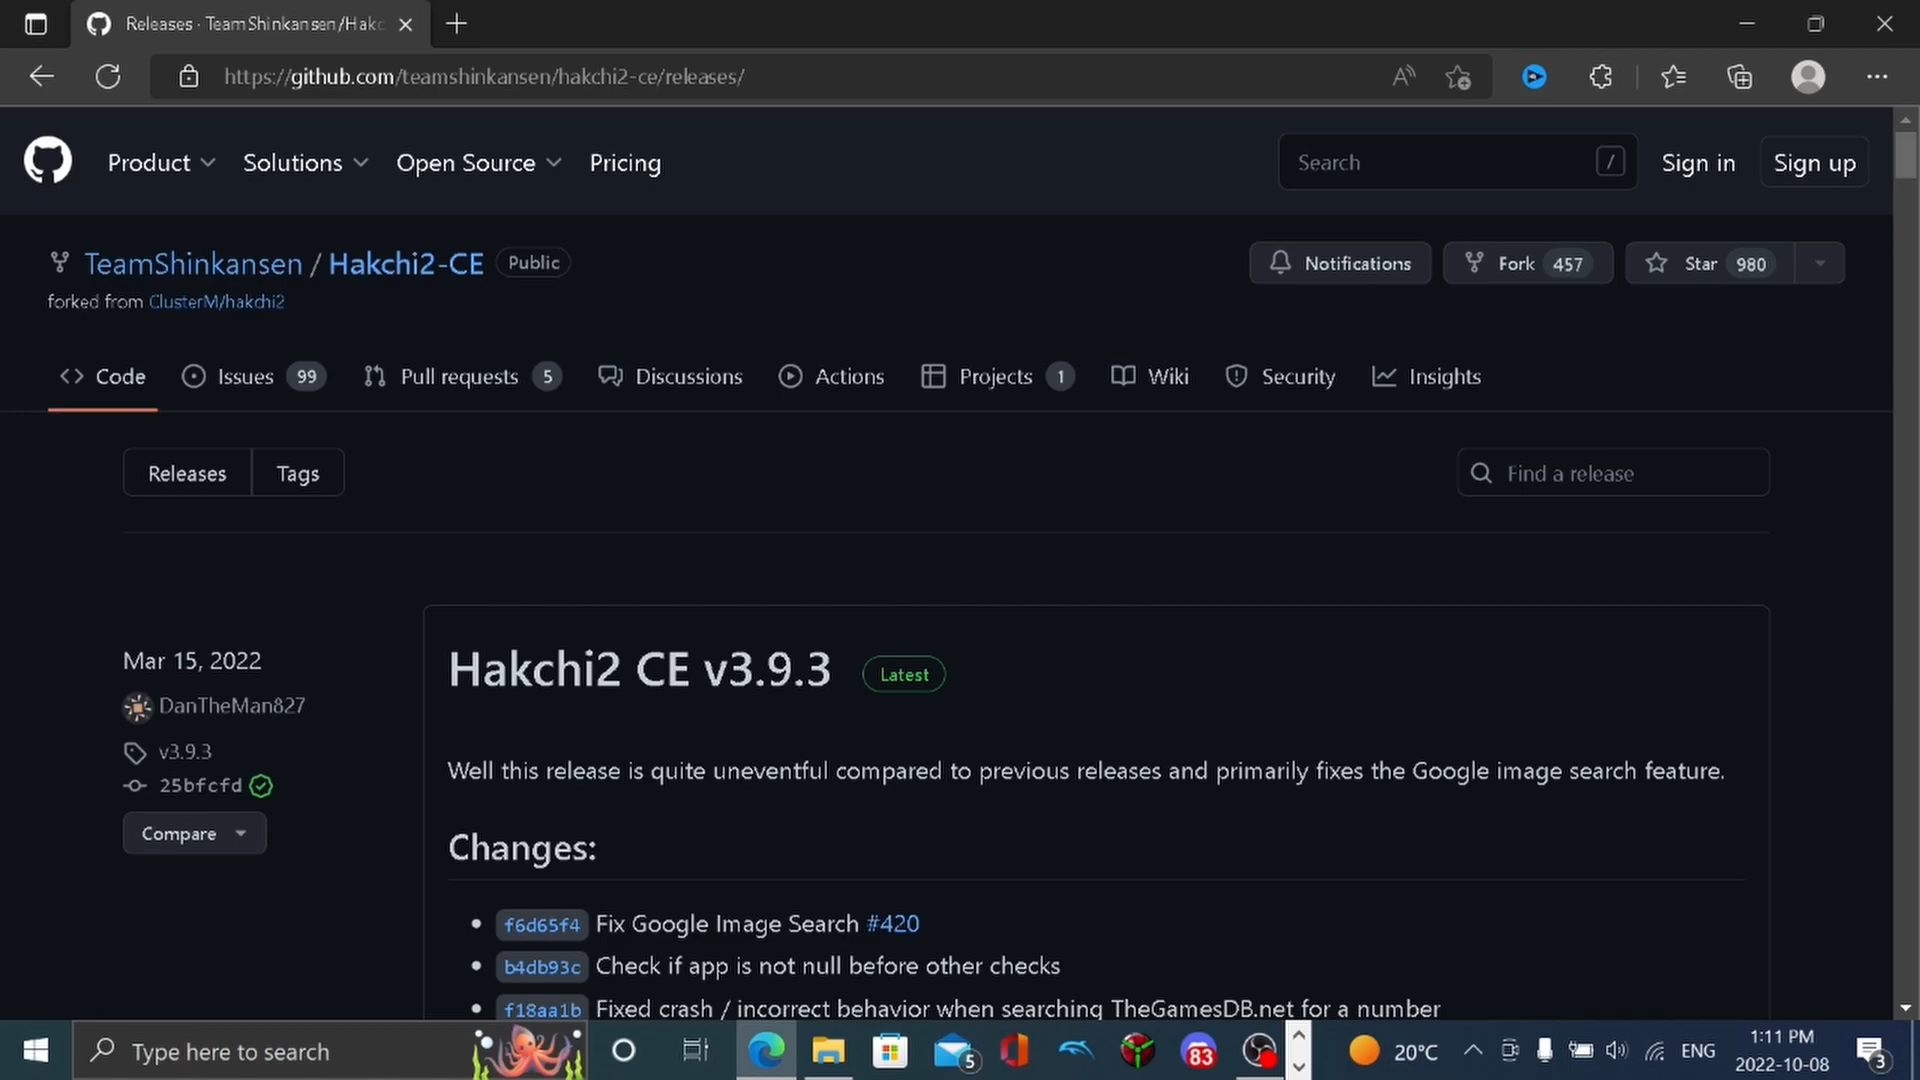 Releases · TeamShinkansen/Hakc
https://github.com/teamshinkansen/hakchi2-ce/releases/
Product
Solutions
Open Source
Pricing
Search
/
Sign in
Sign up
TeamShinkansen / Hakchi2-CE
Public
forked from ClusterM/hakchi2
Notifications
Fork 457
Star 980
Code
Issues 99
Pull requests 5
Discussions
Actions
Projects 1
Wiki
Security
Insights
Releases
Tags
Find a release
Mar 15, 2022
DanTheMan827
v3.9.3
25bfcfd
Compare
Hakchi2 CE v3.9.3
Latest
Well this release is quite uneventful compared to previous releases and primarily fixes the Google image search feature.
Changes:
• f6d65f4 Fix Google Image Search #420
• b4db93c Check if app is not null before other checks
• f18aa1b Fixed crash / incorrect behavior when searching TheGamesDB.net for a number
Type here to search
5
83
20°C
ENG
1:11 PM
2022-10-08
3